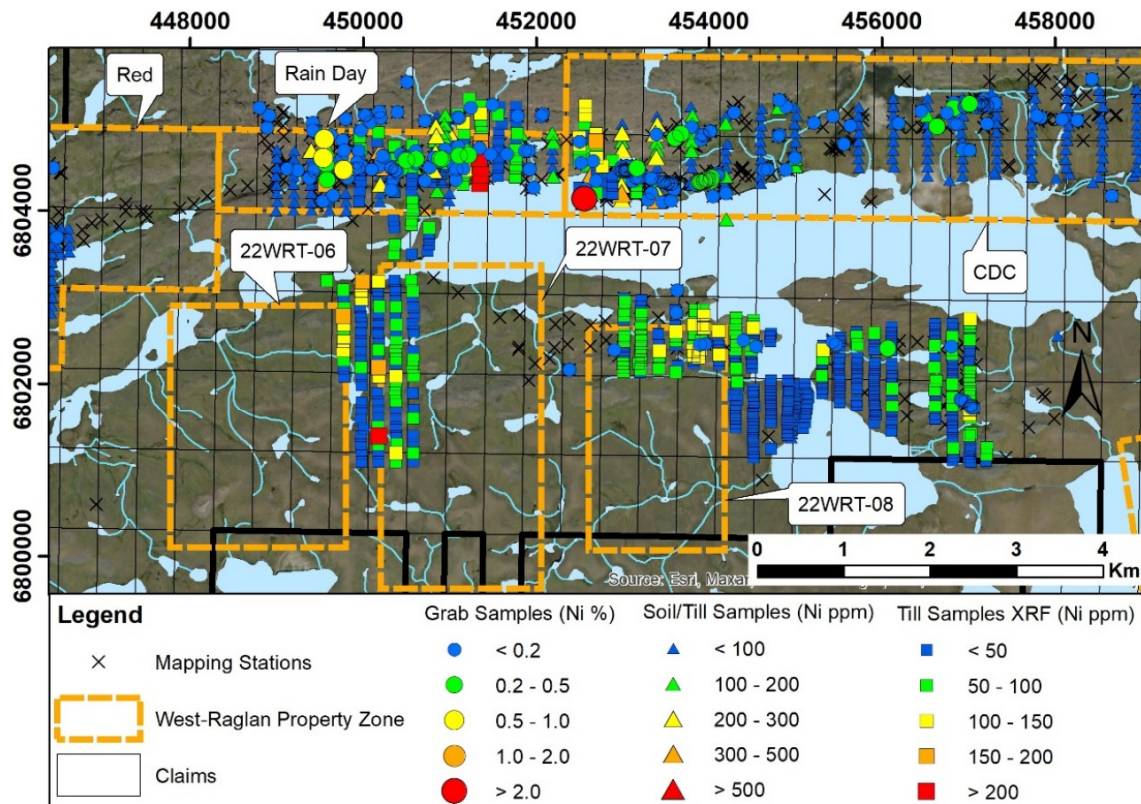 448000 450000 452000 454000 456000 458000
Red
Rain Day
6804000
22WRT-06
22WRT-07
CDC
N
6802000
22WRT-08
6800000
0 1 2 3 4
Km
Source: Esri, Maxar,
Legend
Mapping Stations
West-Raglan Property Zone
Claims
Grab Samples (Ni %)
< 0.2
0.2 - 0.5
0.5 - 1.0
1.0 - 2.0
> 2.0
Soil/Till Samples (Ni ppm)
< 100
100 - 200
200 - 300
300 - 500
> 500
Till Samples XRF (Ni ppm)
< 50
50 - 100
100 - 150
150 - 200
> 200